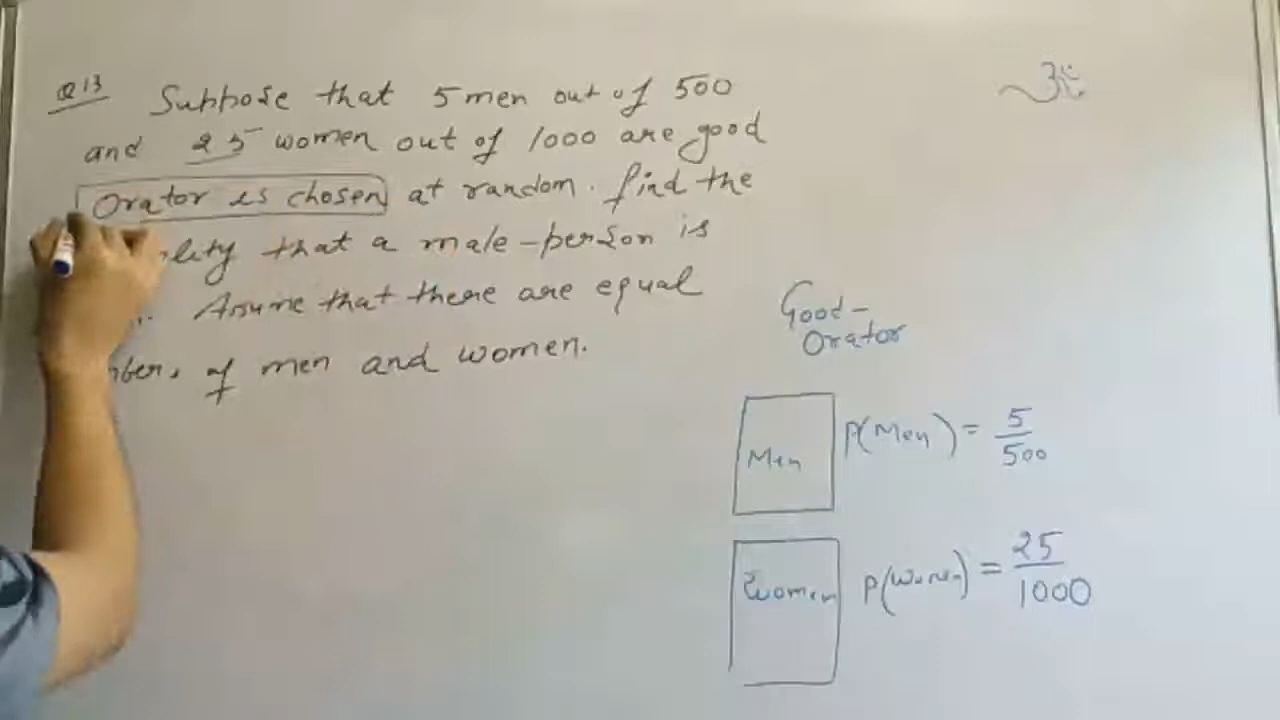 Q 13
Suppose that 5 men out of 500
and 25 women out of 1000 are good
Orator is chosen at random. find the
lity that a male-person is
Assume that there are equal
of men and women.
Good-
Orator
Men P(Men) = 5/500
Women P(Women) = 25/1000